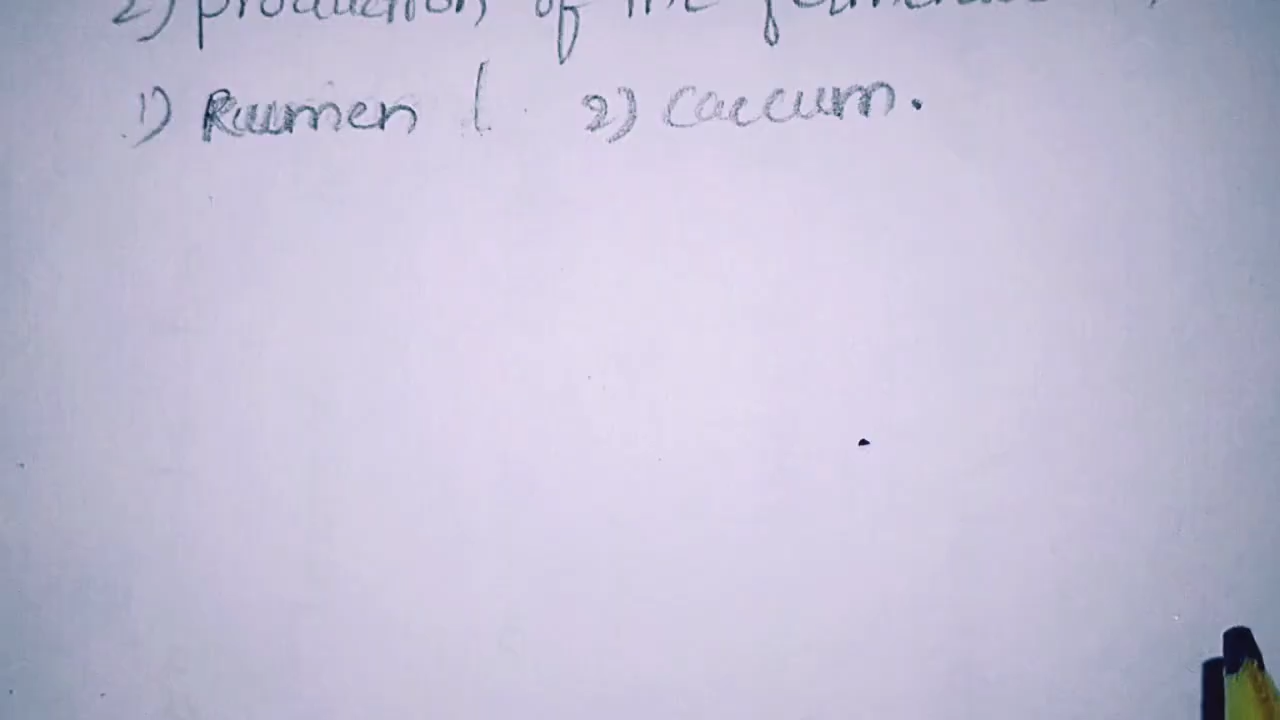 2) production of the
1) Rumen ( 2) Caecum.